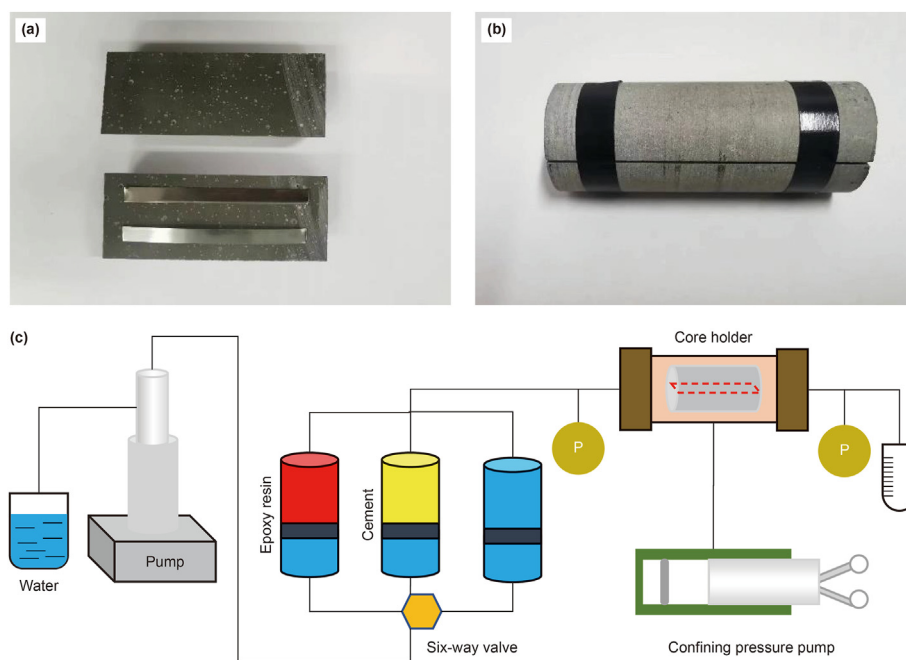 (a)
(b)
(c)
Core holder
P
P
Epoxy resin
Cement
Pump
Water
Six-way valve
Confining pressure pump